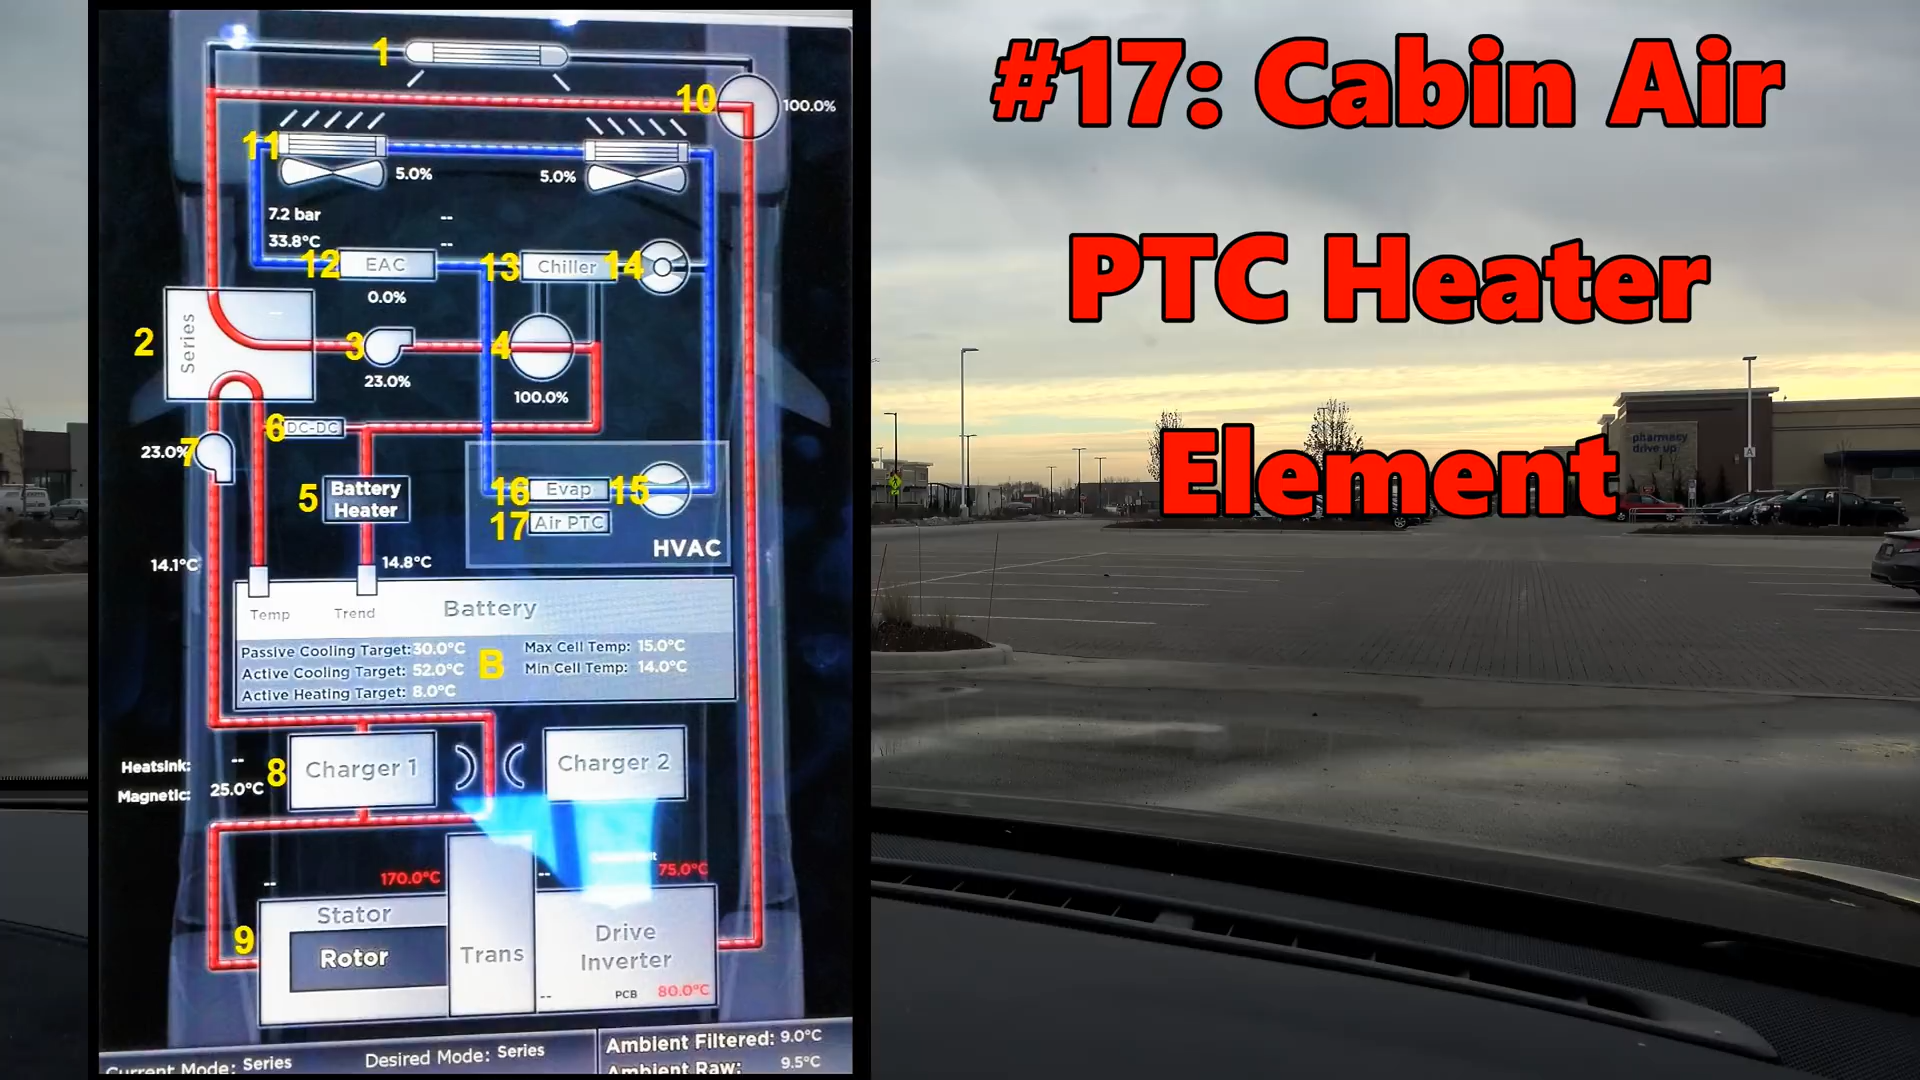 #17: Cabin Air
PTC Heater
Element
1
10
100.0%
11
5.0%
5.0%
7.2 bar
--
33.8°C
--
12
EAC
13
Chiller
14
0.0%
--
Series
2
3
4
23.0%
100.0%
6
DC-DC
23.0%
7
5
Battery
Heater
16
Evap
15
17
Air PTC
HVAC
14.1°C
14.8°C
Temp
Trend
Battery
Passive Cooling Target: 30.0°C
Active Cooling Target: 52.0°C
Active Heating Target: 8.0°C
B
Max Cell Temp: 15.0°C
Min Cell Temp: 14.0°C
Heatsink: --
Magnetic: 25.0°C
8
Charger 1
Charger 2
--
170.0°C
--
75.0°C
9
Stator
Rotor
Trans
Drive
Inverter
--
PCB 80.0°C
Current Mode: Series
Desired Mode: Series
Ambient Filtered: 9.0°C
Ambient Raw: 9.5°C
pharmacy
drive up
A